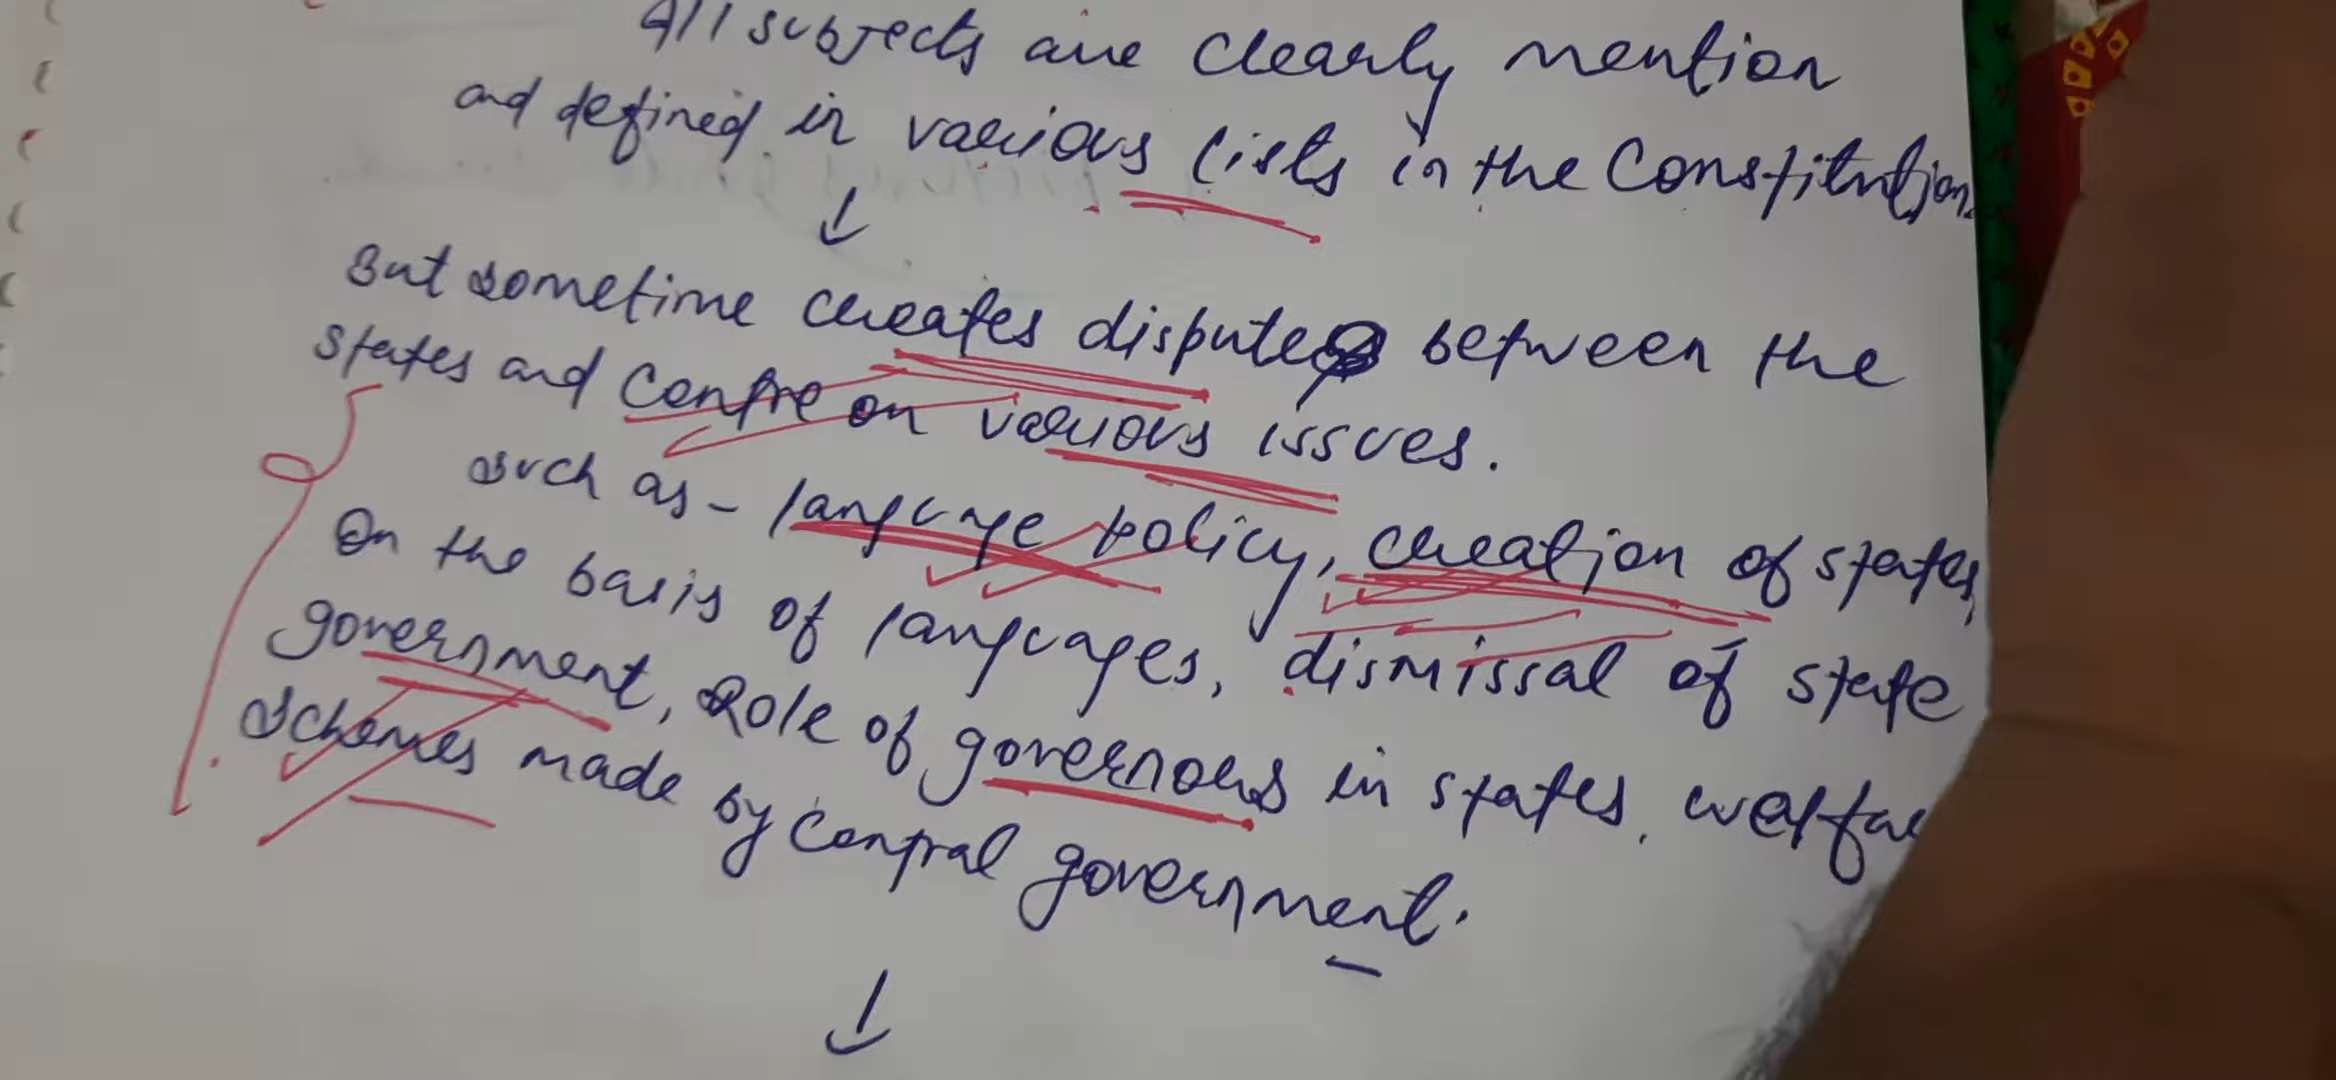 All subjects are clearly mention
and defined in various lists in the Constitution.
↓
But sometime creates disputes between the
states and Centre on various issues.
such as - language policy, creation of states
On the basis of languages, dismissal of state
government, Role of governors in states, welfa
schemes made by central government.
↓